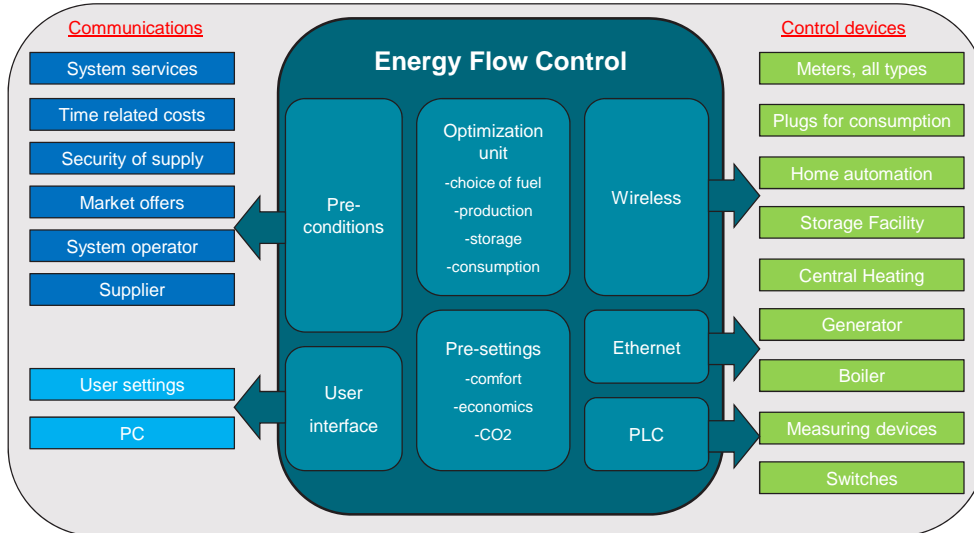 Communications
System services
Time related costs
Security of supply
Market offers
System operator
Supplier
User settings
PC
Energy Flow Control
Pre-
conditions
User
interface
Optimization
unit
-choice of fuel
-production
-storage
-consumption
Pre-settings
-comfort
-economics
-CO2
Wireless
Ethernet
PLC
Control devices
Meters, all types
Plugs for consumption
Home automation
Storage Facility
Central Heating
Generator
Boiler
Measuring devices
Switches